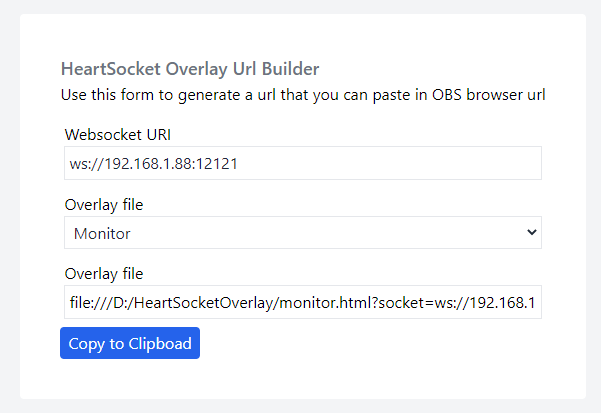 HeartSocket Overlay Url Builder
Use this form to generate a url that you can paste in OBS browser url
Websocket URI
ws://192.168.1.88:12121
Overlay file
Monitor
Overlay file
file:///D:/HeartSocketOverlay/monitor.html?socket=ws://192.168.1
Copy to Clipboad